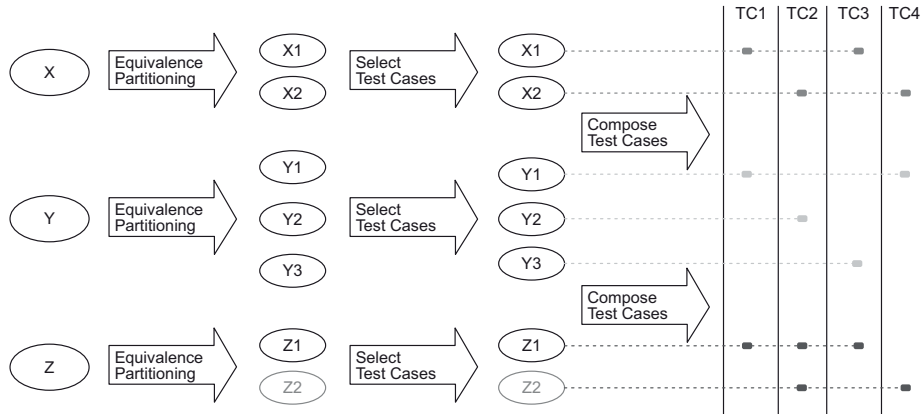 TC1 TC2 TC3 TC4
X
Equivalence
Partitioning
X1
X2
Select
Test Cases
X1
X2
Compose
Test Cases
Y
Equivalence
Partitioning
Y1
Y2
Y3
Select
Test Cases
Y1
Y2
Y3
Compose
Test Cases
Z
Equivalence
Partitioning
Z1
Z2
Select
Test Cases
Z1
Z2